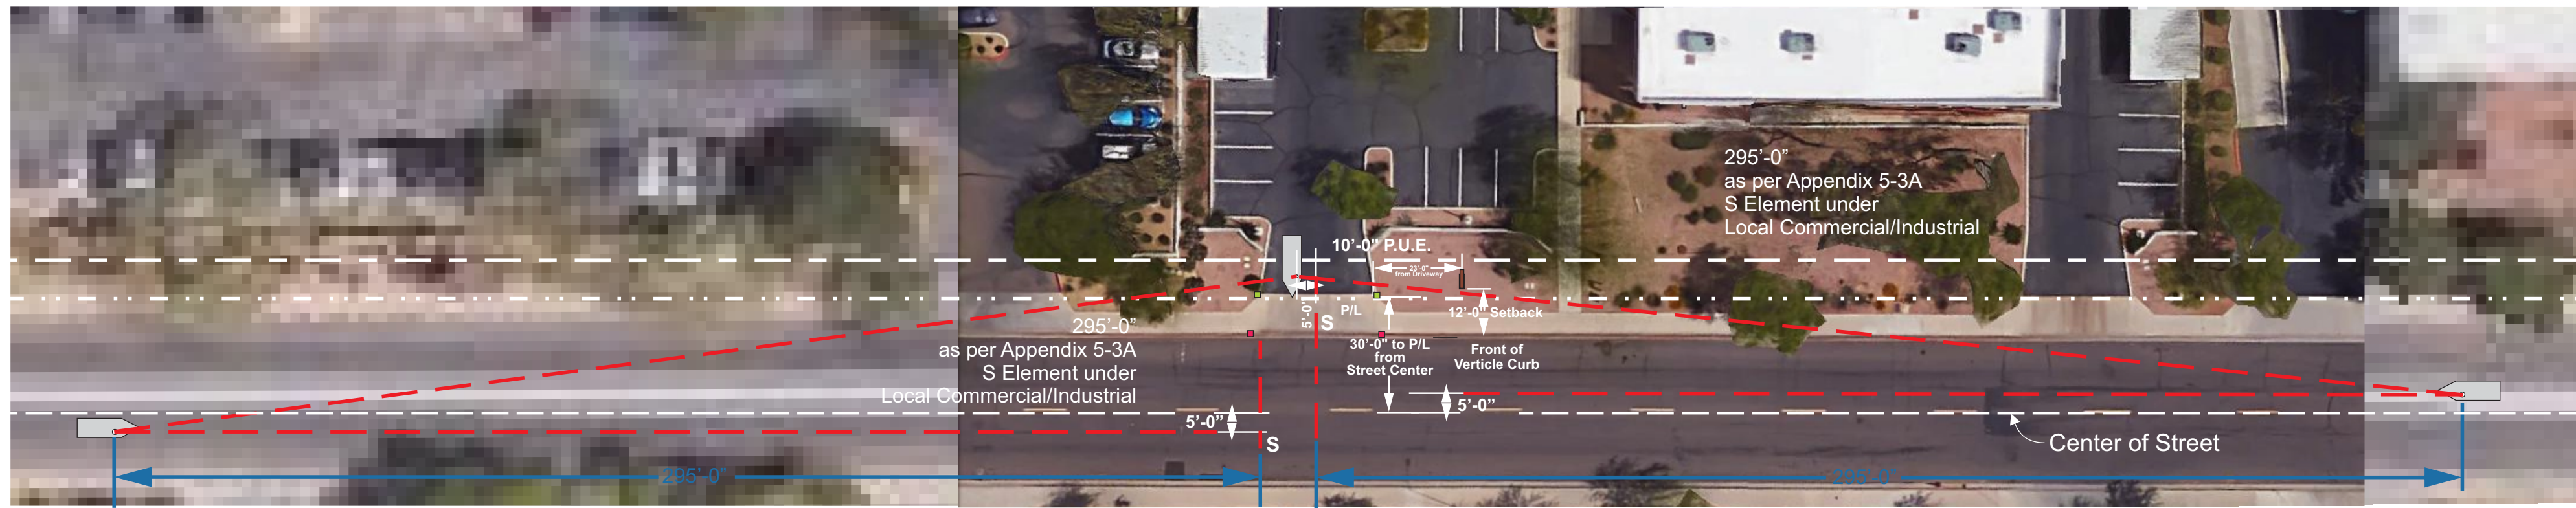 295’-0”
as per Appendix 5-3A
S Element under
Local Commercial/Industrial
10’-0" P.U.E.
23’-0"
from Driveway
5’-0”
S
P/L
12’-0" Setback
295’-0”
as per Appendix 5-3A
S Element under
Local Commercial/Industrial
30’-0" to P/L
from
Street Center
Front of
Verticle Curb
5’-0”
5’-0”
S
Center of Street
295’-0”
295’-0”